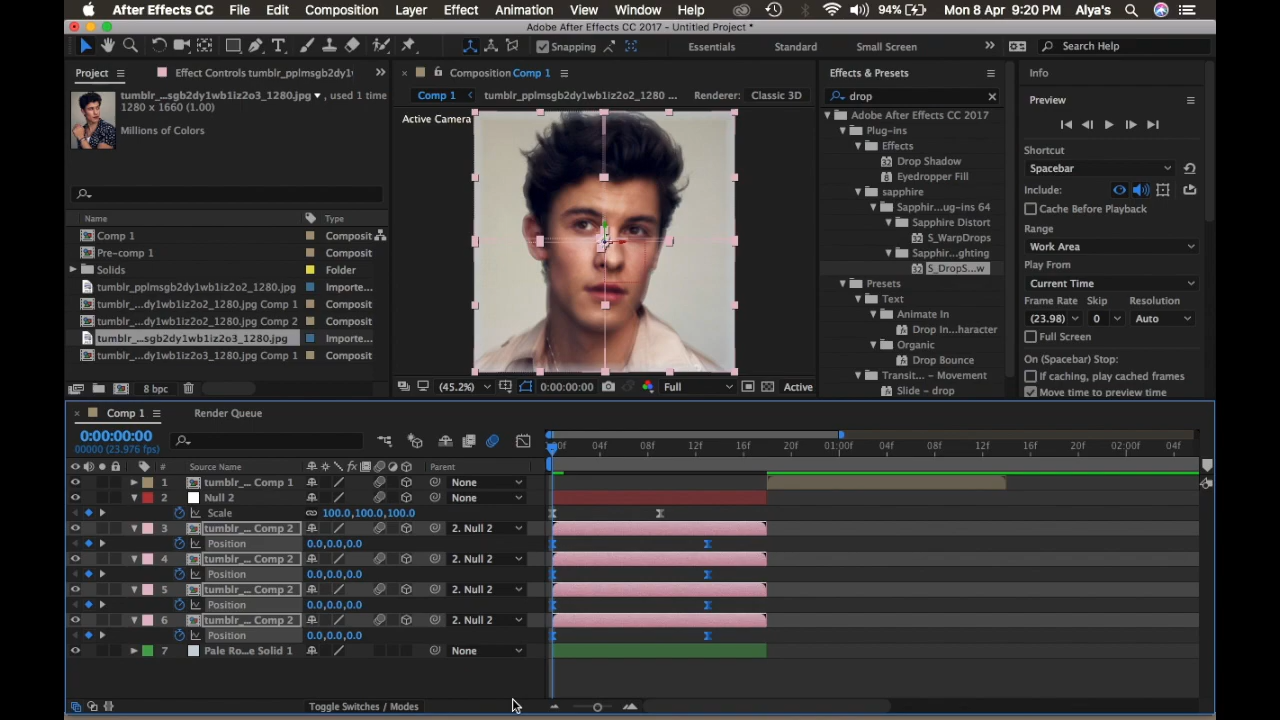 After Effects CC File Edit Composition Layer Effect Animation View Window Help 94% Mon 8 Apr 9:20 PM Alya's
Adobe After Effects CC 2017 - Untitled Project *
Snapping Essentials Standard Small Screen Search Help
Project Effect Controls tumblr_pplmsgb2dy1
tumblr_...sgb2dy1wb1iz2o3_1280.jpg , used 1 time
1280 x 1660 (1.00)
Millions of Colors
Name Type
Comp 1 Composit
Pre-comp 1 Composit
Solids Folder
tumblr_pplmsgb2dy1wb1iz2o2_1280.jpg Importe...
tumblr_...dy1wb1iz2o2_1280.jpg Comp 1 Composit
tumblr_...dy1wb1iz2o2_1280.jpg Comp 2 Composit
tumblr_...sgb2dy1wb1iz2o3_1280.jpg Importe...
tumblr_...dy1wb1iz2o3_1280.jpg Comp 1 Composit
8 bpc
Composition Comp 1
Comp 1 tumblr_pplmsgb2dy1wb1iz2o2_1280 ... Renderer: Classic 3D
Active Camera
(45.2%) 0:00:00:00 Full Active
Effects & Presets
drop
Adobe After Effects CC 2017
Plug-ins
Effects
Drop Shadow
Eyedropper Fill
sapphire
Sapphir...ug-ins 64
Sapphire Distort
S_WarpDrops
Sapphir...ghting
S_DropS...w
Presets
Text
Animate In
Drop In...haracter
Organic
Drop Bounce
Transit... - Movement
Slide - drop
Info
Preview
Shortcut
Spacebar
Include:
Cache Before Playback
Range
Work Area
Play From
Current Time
Frame Rate Skip Resolution
(23.98) 0 Auto
Full Screen
On (Spacebar) Stop:
If caching, play cached frames
Move time to preview time
Comp 1 Render Queue
0:00:00:00
00000 (23.976 fps)
04f 08f 12f 16f 20f 01:00f 04f 08f 12f 16f 20f 02:00f 04f
# Source Name Parent
1 tumblr_... Comp 1 None
2 Null 2 None
Scale 100.0,100.0,100.0
3 tumblr_... Comp 2 2. Null 2
Position 0.0,0.0,0.0
4 tumblr_... Comp 2 2. Null 2
Position 0.0,0.0,0.0
5 tumblr_... Comp 2 2. Null 2
Position 0.0,0.0,0.0
6 tumblr_... Comp 2 2. Null 2
Position 0.0,0.0,0.0
7 Pale Ro...e Solid 1 None
Toggle Switches / Modes